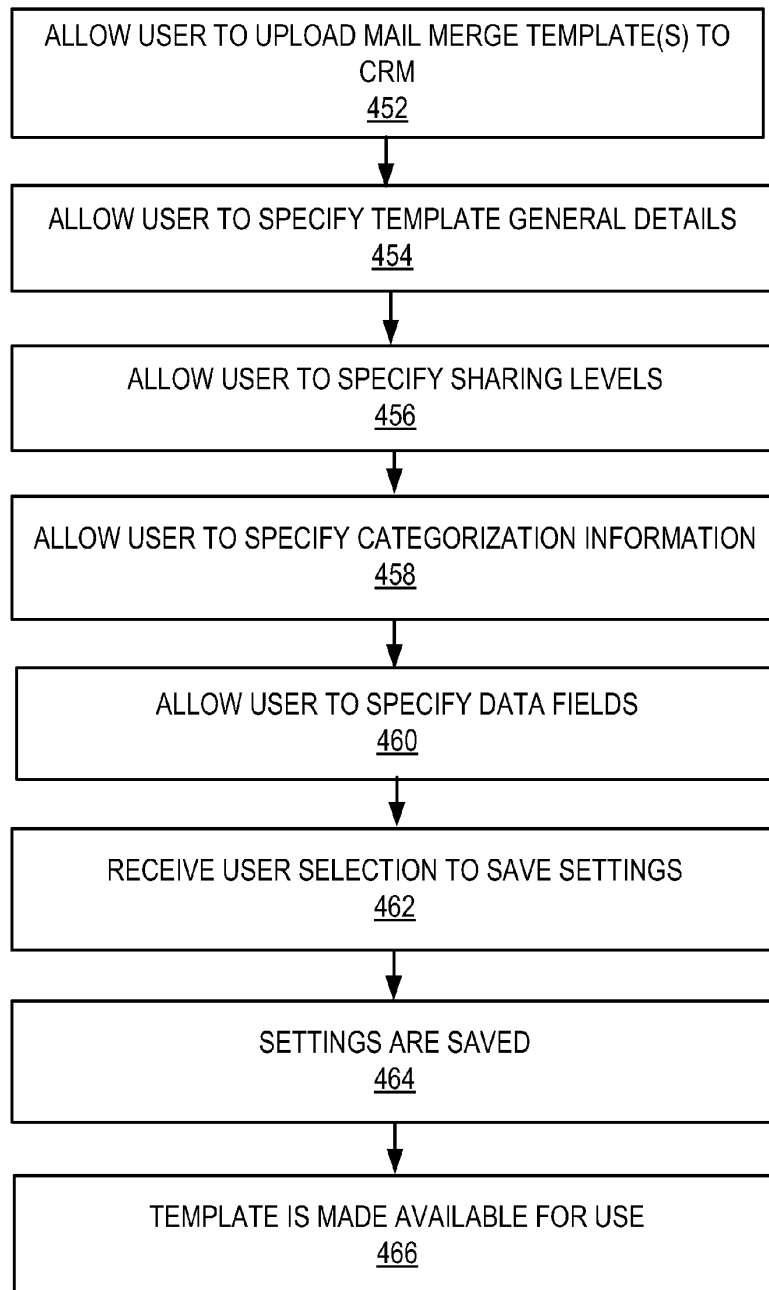 ALLOW USER TO UPLOAD MAIL MERGE TEMPLATE(S) TO
CRM
452
ALLOW USER TO SPECIFY TEMPLATE GENERAL DETAILS
454
ALLOW USER TO SPECIFY SHARING LEVELS
456
ALLOW USER TO SPECIFY CATEGORIZATION INFORMATION
458
ALLOW USER TO SPECIFY DATA FIELDS
460
RECEIVE USER SELECTION TO SAVE SETTINGS
462
SETTINGS ARE SAVED
464
TEMPLATE IS MADE AVAILABLE FOR USE
466